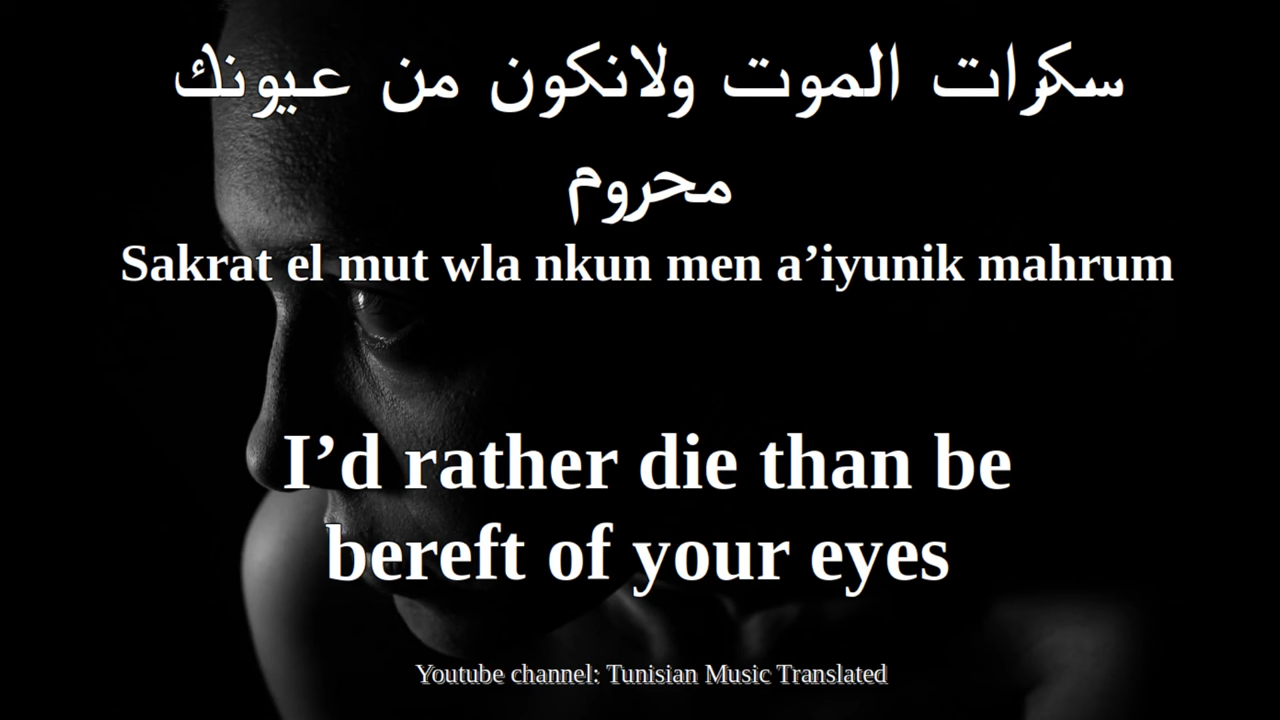 سكرات الموت ولانكون من عيونك
محروم
Sakrat el mut wla nkun men a’iyunik mahrum
I’d rather die than be
bereft of your eyes
Youtube channel: Tunisian Music Translated